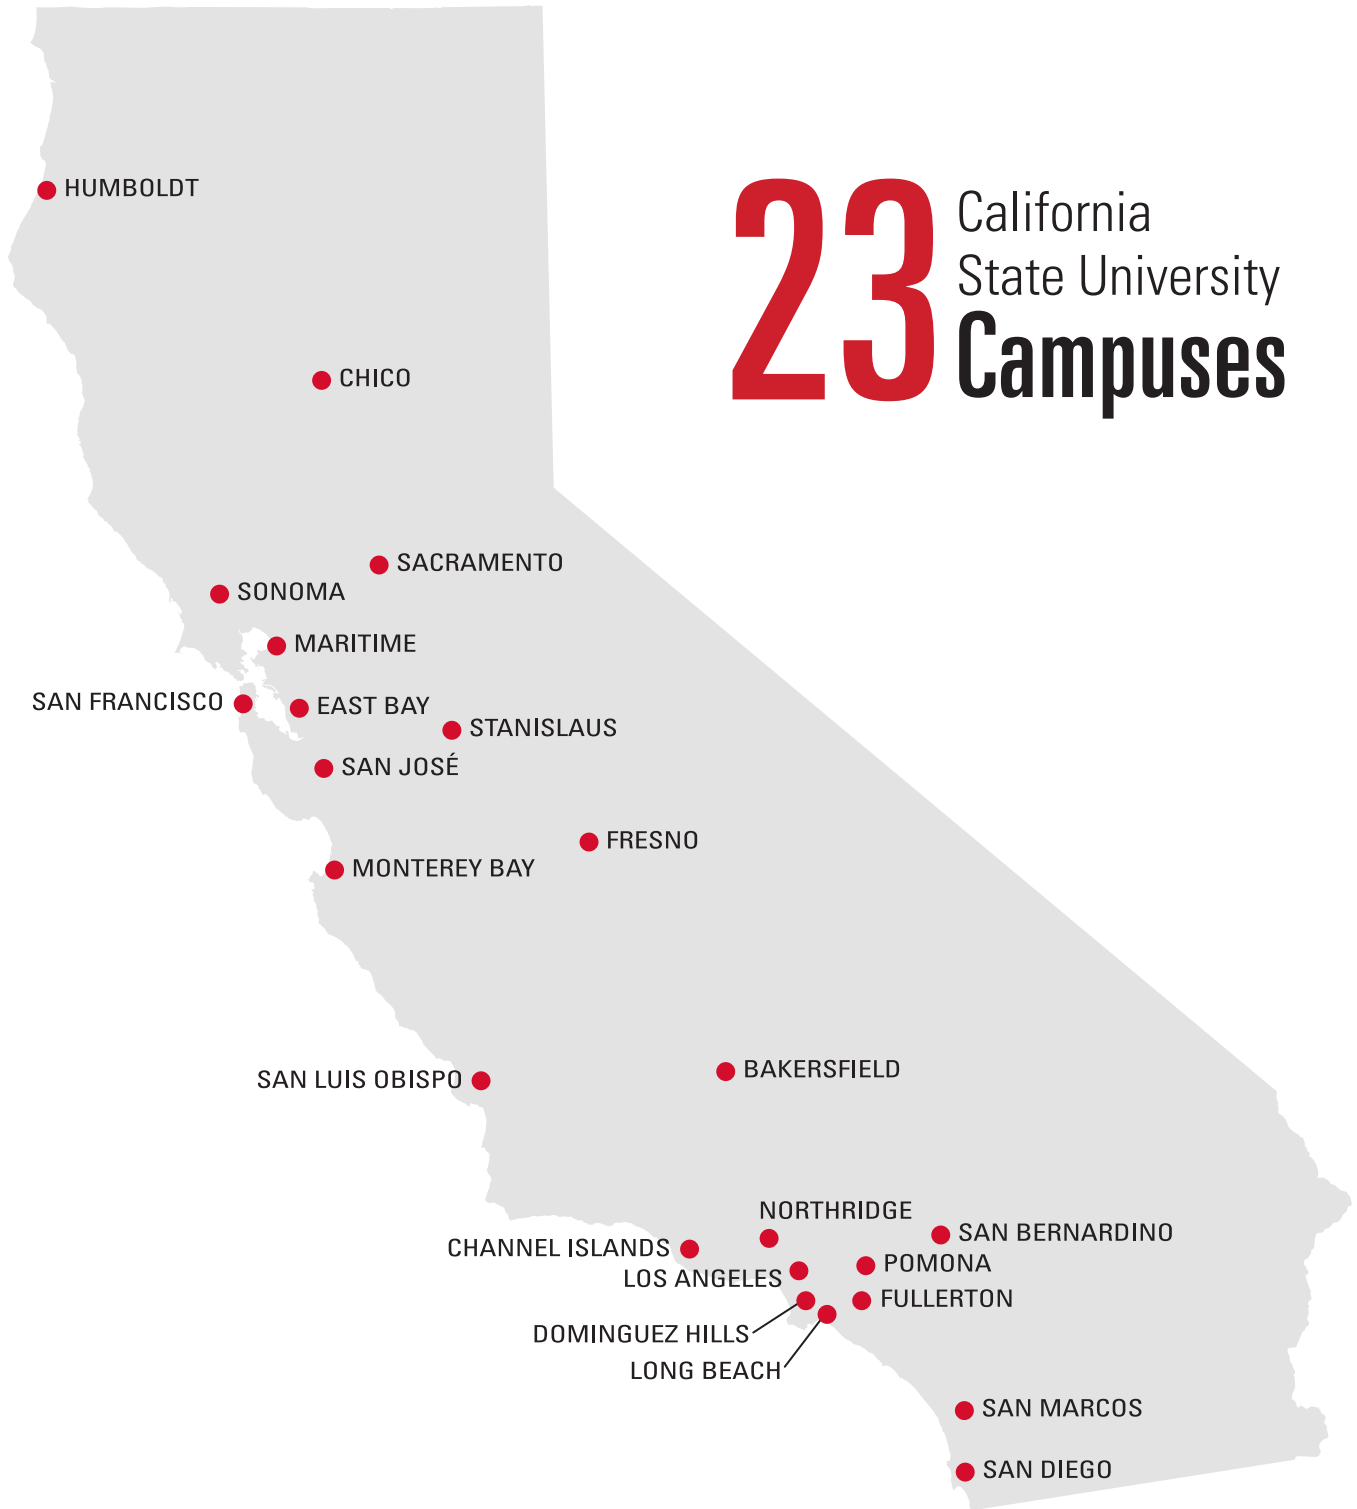 23
California
State University
Campuses
HUMBOLDT
CHICO
SACRAMENTO
SONOMA
MARITIME
SAN FRANCISCO
EAST BAY
STANISLAUS
SAN JOSÉ
FRESNO
MONTEREY BAY
BAKERSFIELD
SAN LUIS OBISPO
NORTHRIDGE
SAN BERNARDINO
CHANNEL ISLANDS
POMONA
LOS ANGELES
FULLERTON
DOMINGUEZ HILLS
LONG BEACH
SAN MARCOS
SAN DIEGO